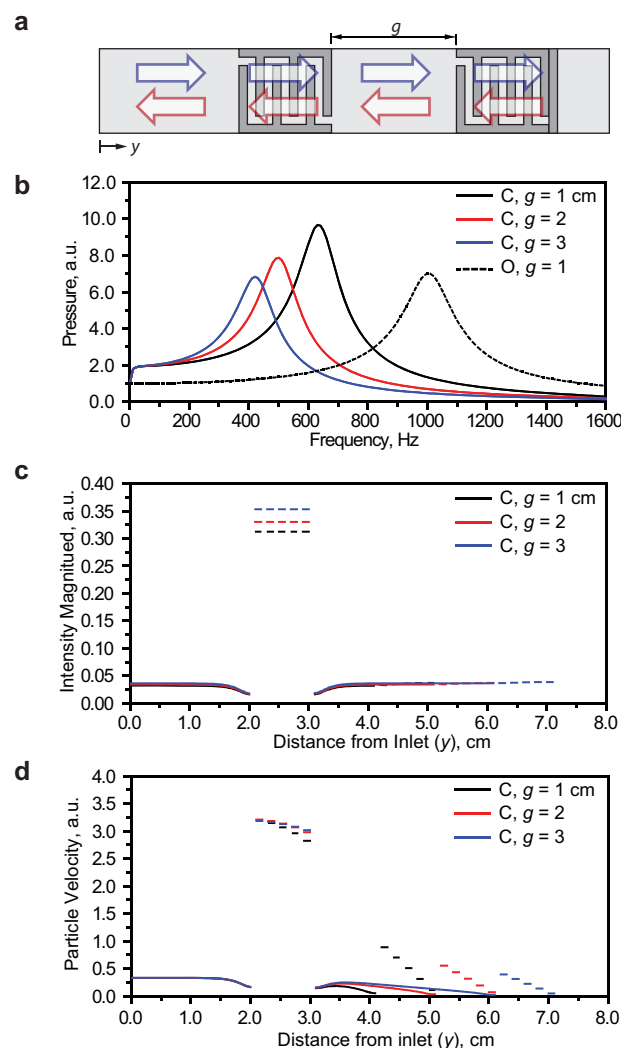 a
g
y
b
12.0
10.0
8.0
6.0
4.0
2.0
0.0
Pressure, a.u.
C, g = 1 cm
C, g = 2
C, g = 3
O, g = 1
0 200 400 600 800 1000 1200 1400 1600
Frequency, Hz
c
0.40
0.35
0.30
0.25
0.20
0.15
0.10
0.05
0.00
Intensity Magnitued, a.u.
C, g = 1 cm
C, g = 2
C, g = 3
0.0 1.0 2.0 3.0 4.0 5.0 6.0 7.0 8.0
Distance from Inlet (y), cm
d
4.0
3.5
3.0
2.5
2.0
1.5
1.0
0.5
0.0
Particle Velocity, a.u.
C, g = 1 cm
C, g = 2
C, g = 3
0.0 1.0 2.0 3.0 4.0 5.0 6.0 7.0 8.0
Distance from inlet (y), cm